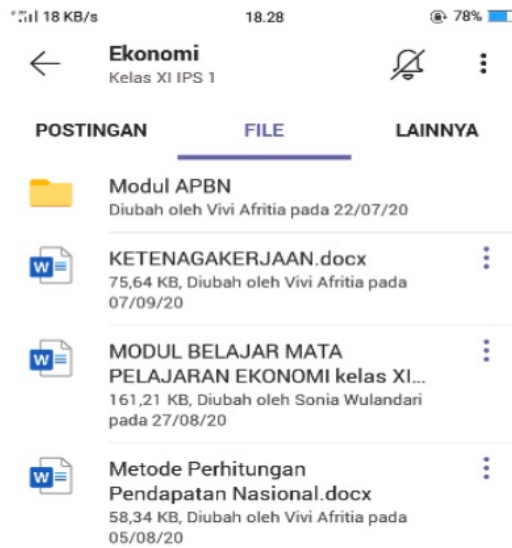 18 KB/s 18.28 78%
Ekonomi
Kelas XI IPS 1
POSTINGAN FILE LAINNYA
Modul APBN
Diubah oleh Vivi Afritia pada 22/07/20
KETENAGAKERJAAN.docx
75,64 KB, Diubah oleh Vivi Afritia pada
07/09/20
MODUL BELAJAR MATA
PELAJARAN EKONOMI kelas XI...
161,21 KB, Diubah oleh Sonia Wulandari
pada 27/08/20
Metode Perhitungan
Pendapatan Nasional.docx
58,34 KB, Diubah oleh Vivi Afritia pada
05/08/20